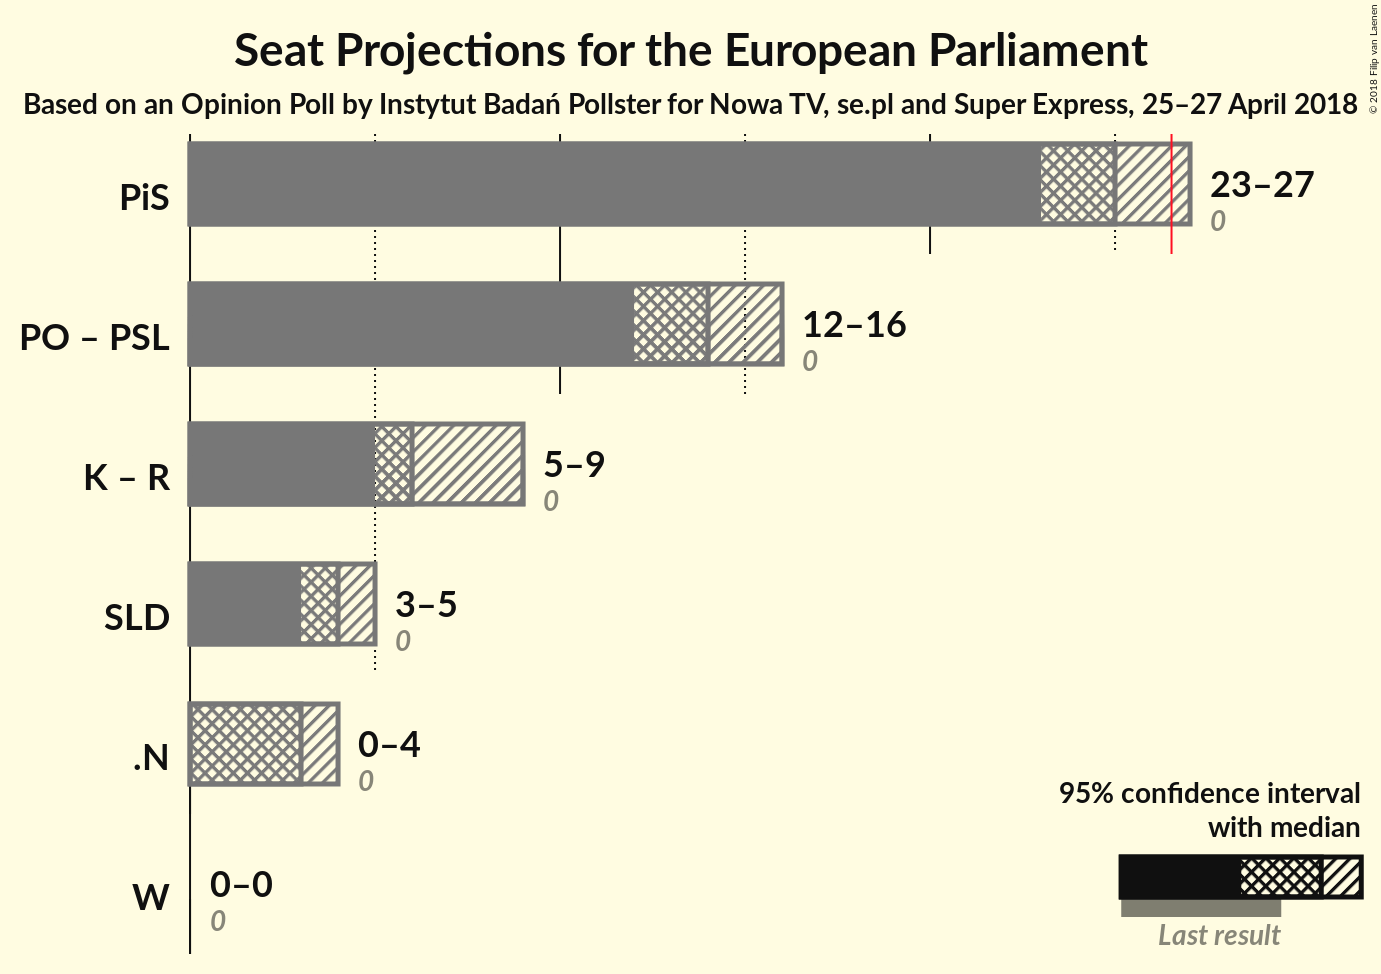 Seat Projections for the European Parliament
Based on an Opinion Poll by Instytut Badań Pollster for Nowa TV, se.pl and Super Express, 25–27 April 2018
© 2018 Filip van Laenen
PiS
23–27
0
PO – PSL
12–16
0
K – R
5–9
0
SLD
3–5
0
.N
0–4
0
W
0–0
0
95% confidence interval
with median
Last result